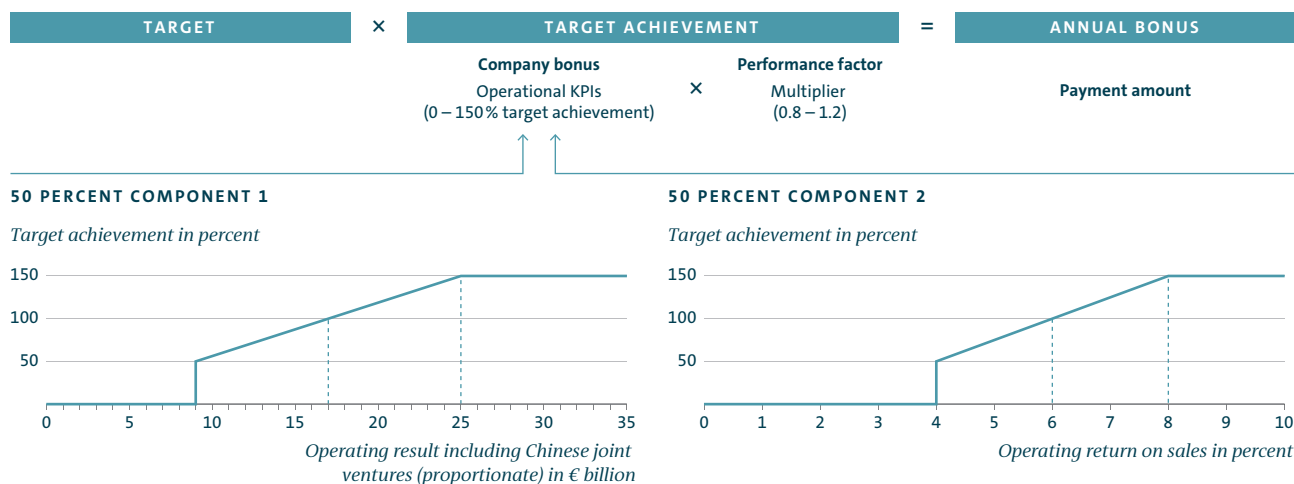 TARGET × TARGET ACHIEVEMENT = ANNUAL BONUS
Company bonus
Operational KPIs
(0 – 150 % target achievement)
×
Performance factor
Multiplier
(0.8 – 1.2)
Payment amount
50 PERCENT COMPONENT 1
Target achievement in percent
150
100
50
0 5 10 15 20 25 30 35
Operating result including Chinese joint
ventures (proportionate) in € billion
50 PERCENT COMPONENT 2
Target achievement in percent
150
100
50
0 1 2 3 4 5 6 7 8 9 10
Operating return on sales in percent